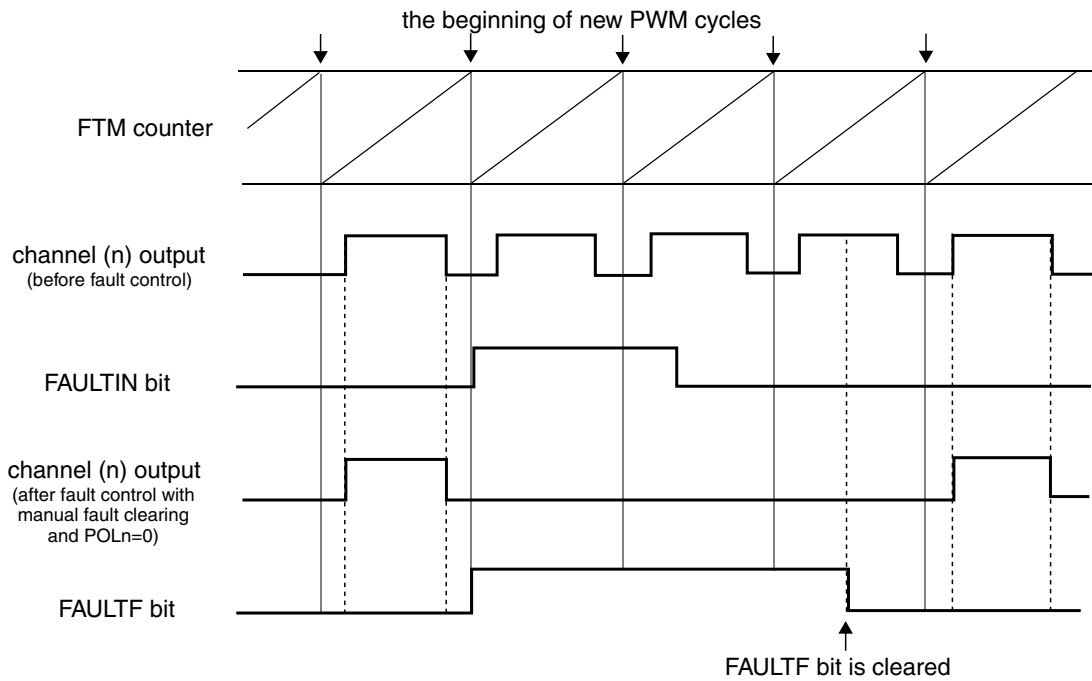 the beginning of new PWM cycles
FTM counter
channel (n) output
(before fault control)
FAULTIN bit
channel (n) output
(after fault control with
manual fault clearing
and POLn=0)
FAULTF bit
FAULTF bit is cleared